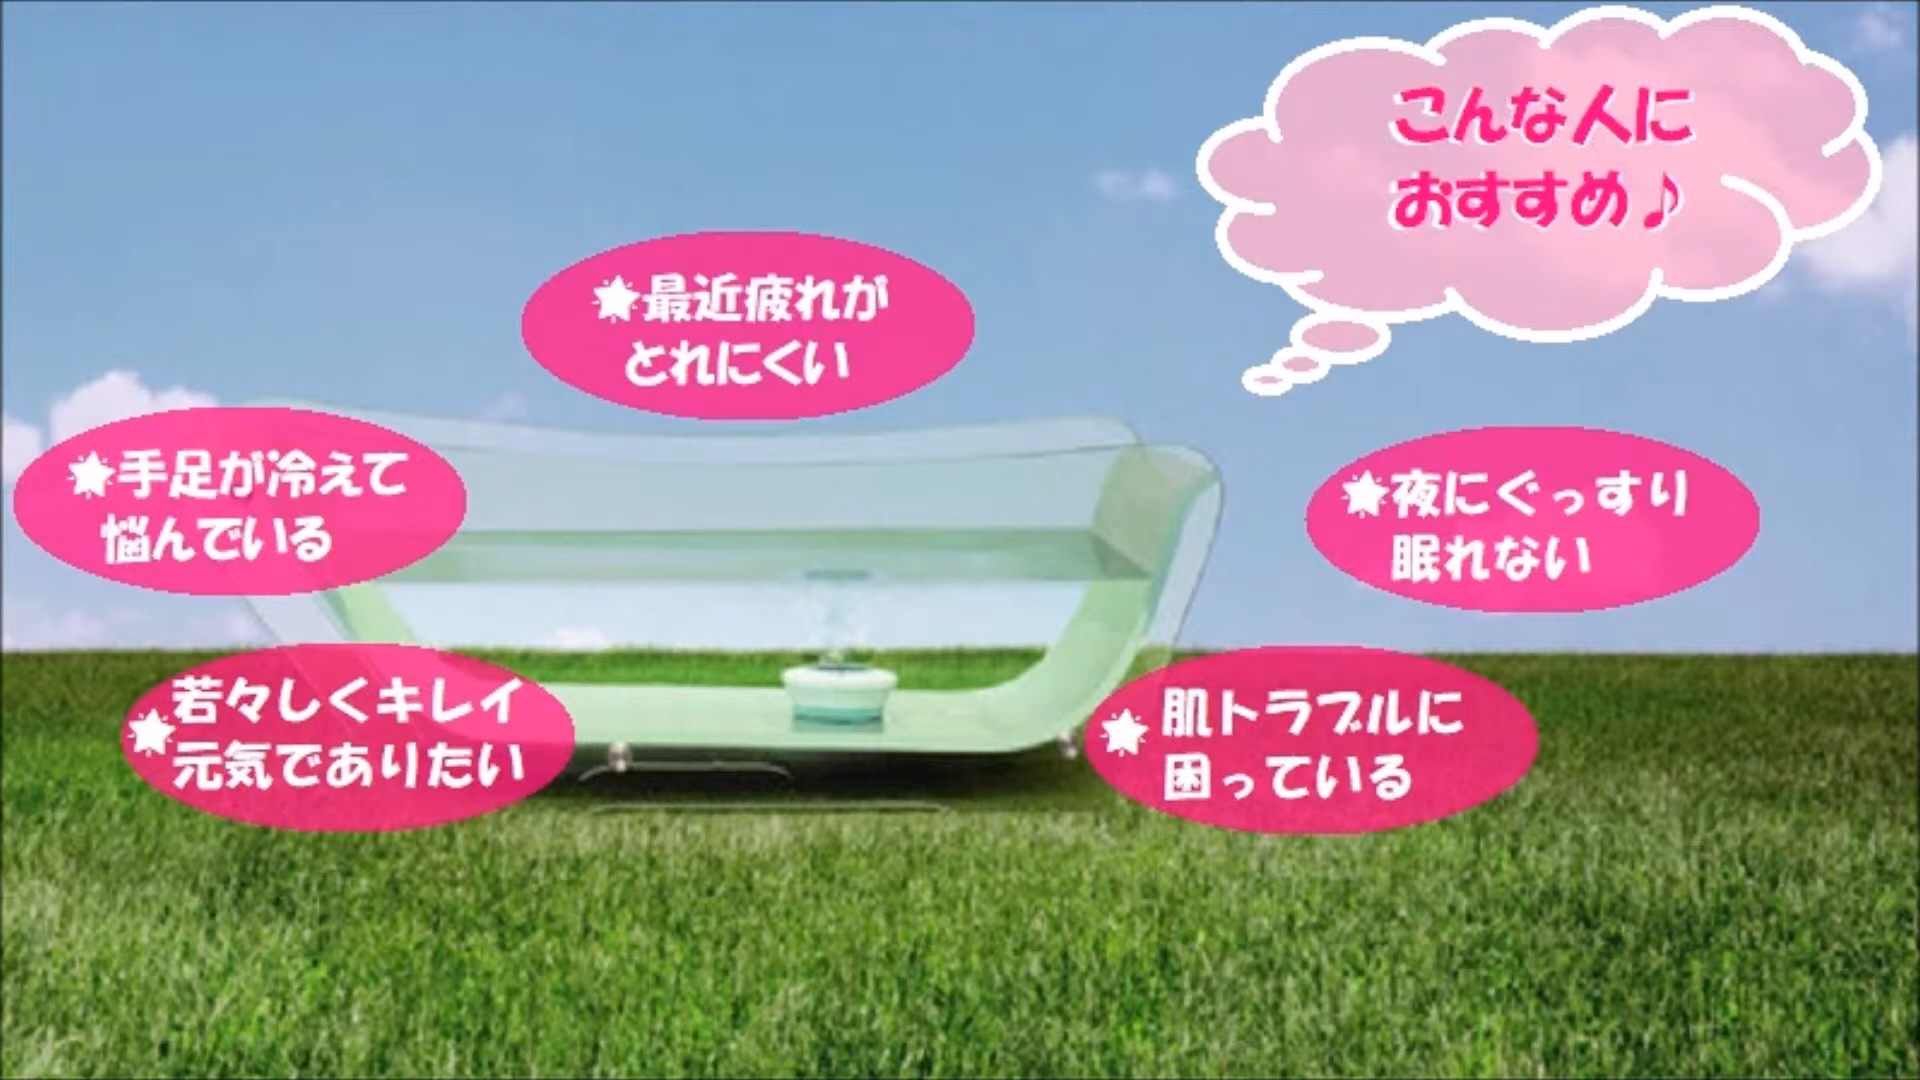 こんな人に
おすすめ♪
★最近疲れが
とれにくい
★手足が冷えて
悩んでいる
★夜にぐっすり
眠れない
★若々しくキレイ
元気でありたい
★肌トラブルに
困っている